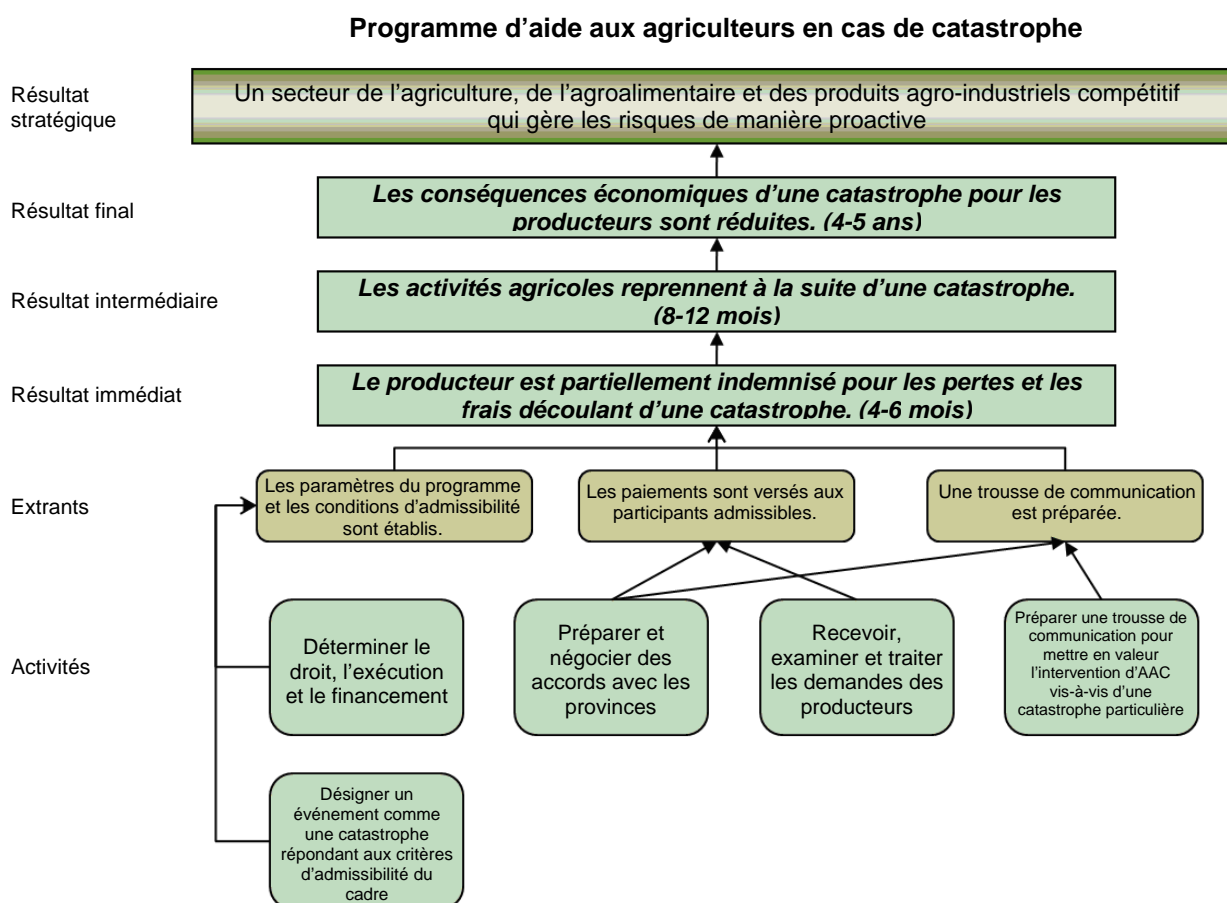 Programme d’aide aux agriculteurs en cas de catastrophe
Résultat
stratégique
Un secteur de l’agriculture, de l’agroalimentaire et des produits agro-industriels compétitif
qui gère les risques de manière proactive
Résultat final
Les conséquences économiques d’une catastrophe pour les
producteurs sont réduites. (4-5 ans)
Résultat intermédiaire
Les activités agricoles reprennent à la suite d’une catastrophe.
(8-12 mois)
Résultat immédiat
Le producteur est partiellement indemnisé pour les pertes et les
frais découlant d’une catastrophe. (4-6 mois)
Extrants
Les paramètres du programme
et les conditions d’admissibilité
sont établis.
Les paiements sont versés aux
participants admissibles.
Une trousse de communication
est préparée.
Activités
Déterminer le
droit, l’exécution
et le financement
Préparer et
négocier des
accords avec les
provinces
Recevoir,
examiner et traiter
les demandes des
producteurs
Préparer une trousse de
communication pour
mettre en valeur
l’intervention d’AAC
vis-à-vis d’une
catastrophe particulière
Désigner un
événement comme
une catastrophe
répondant aux critères
d’admissibilité du
cadre